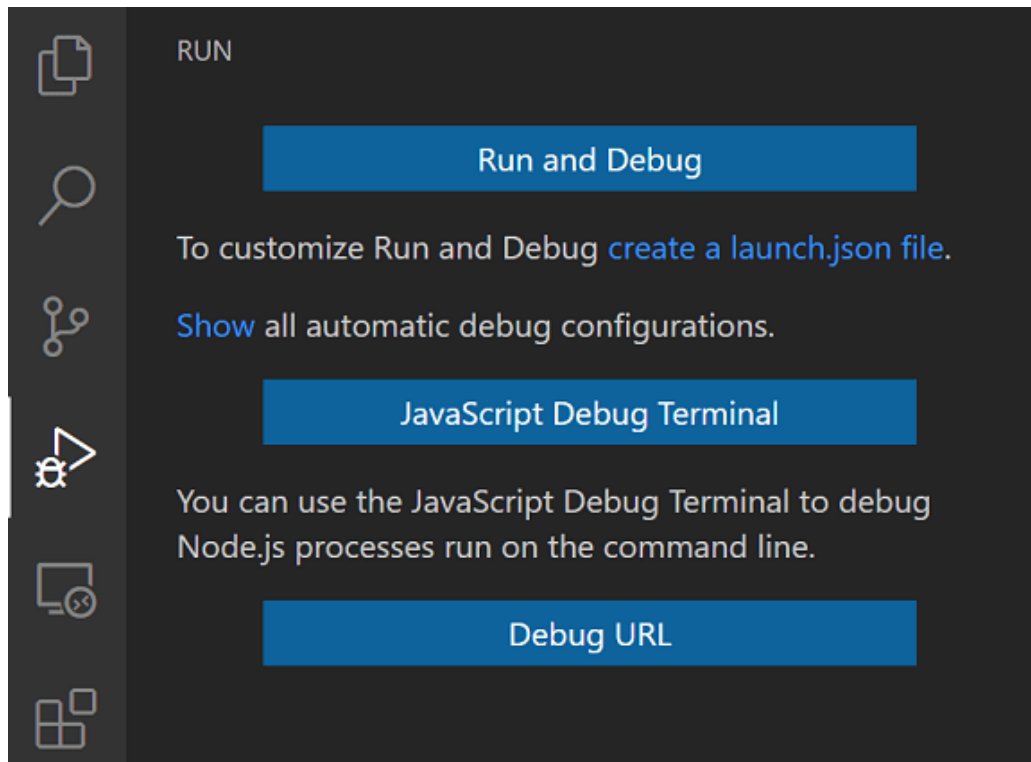 RUN
Run and Debug
To customize Run and Debug create a launch.json file.
Show all automatic debug configurations.
JavaScript Debug Terminal
You can use the JavaScript Debug Terminal to debug
Node.js processes run on the command line.
Debug URL